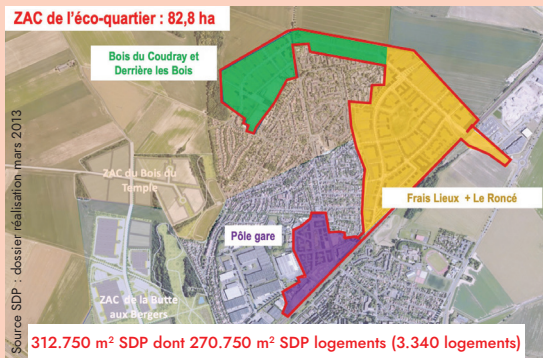 ZAC de l'éco-quartier : 82,8 ha
Bois du Coudray et
Derrière les Bois
Source SDP : dossier réalisation mars 2013
ZAC du Bois du
Temple
Frais Lieux + Le Roncé
Pôle gare
ZAC de la Butte
aux Bergers
312.750 m² SDP dont 270.750 m² SDP logements (3.340 logements)